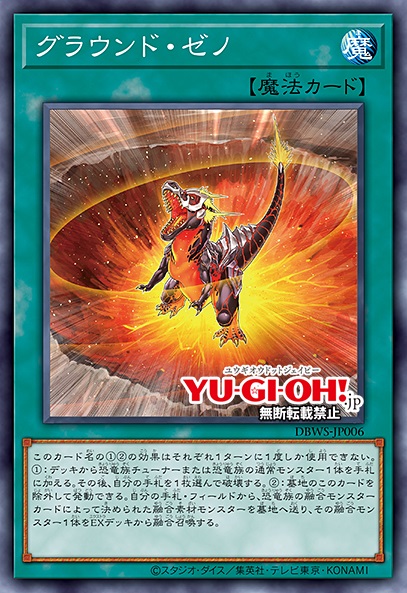 グラウンド・ゼノ
魔
【魔法カード】
ユウギオウドットジェイピー
YU-GI-OH!.jp
無断転載禁止
DBWS-JP006
このカード名の①②の効果はそれぞれ1ターンに1度しか使用できない。
①：デッキから恐竜族チューナーまたは恐竜族の通常モンスター1体を手札
に加える。その後、自分の手札を1枚選んで破壊する。②：墓地のこのカードを
除外して発動できる。自分の手札・フィールドから、恐竜族の融合モンスター
カードによって決められた融合素材モンスターを墓地へ送り、その融合モン
スター1体をEXデッキから融合召喚する。
©スタジオ・ダイス／集英社・テレビ東京・KONAMI